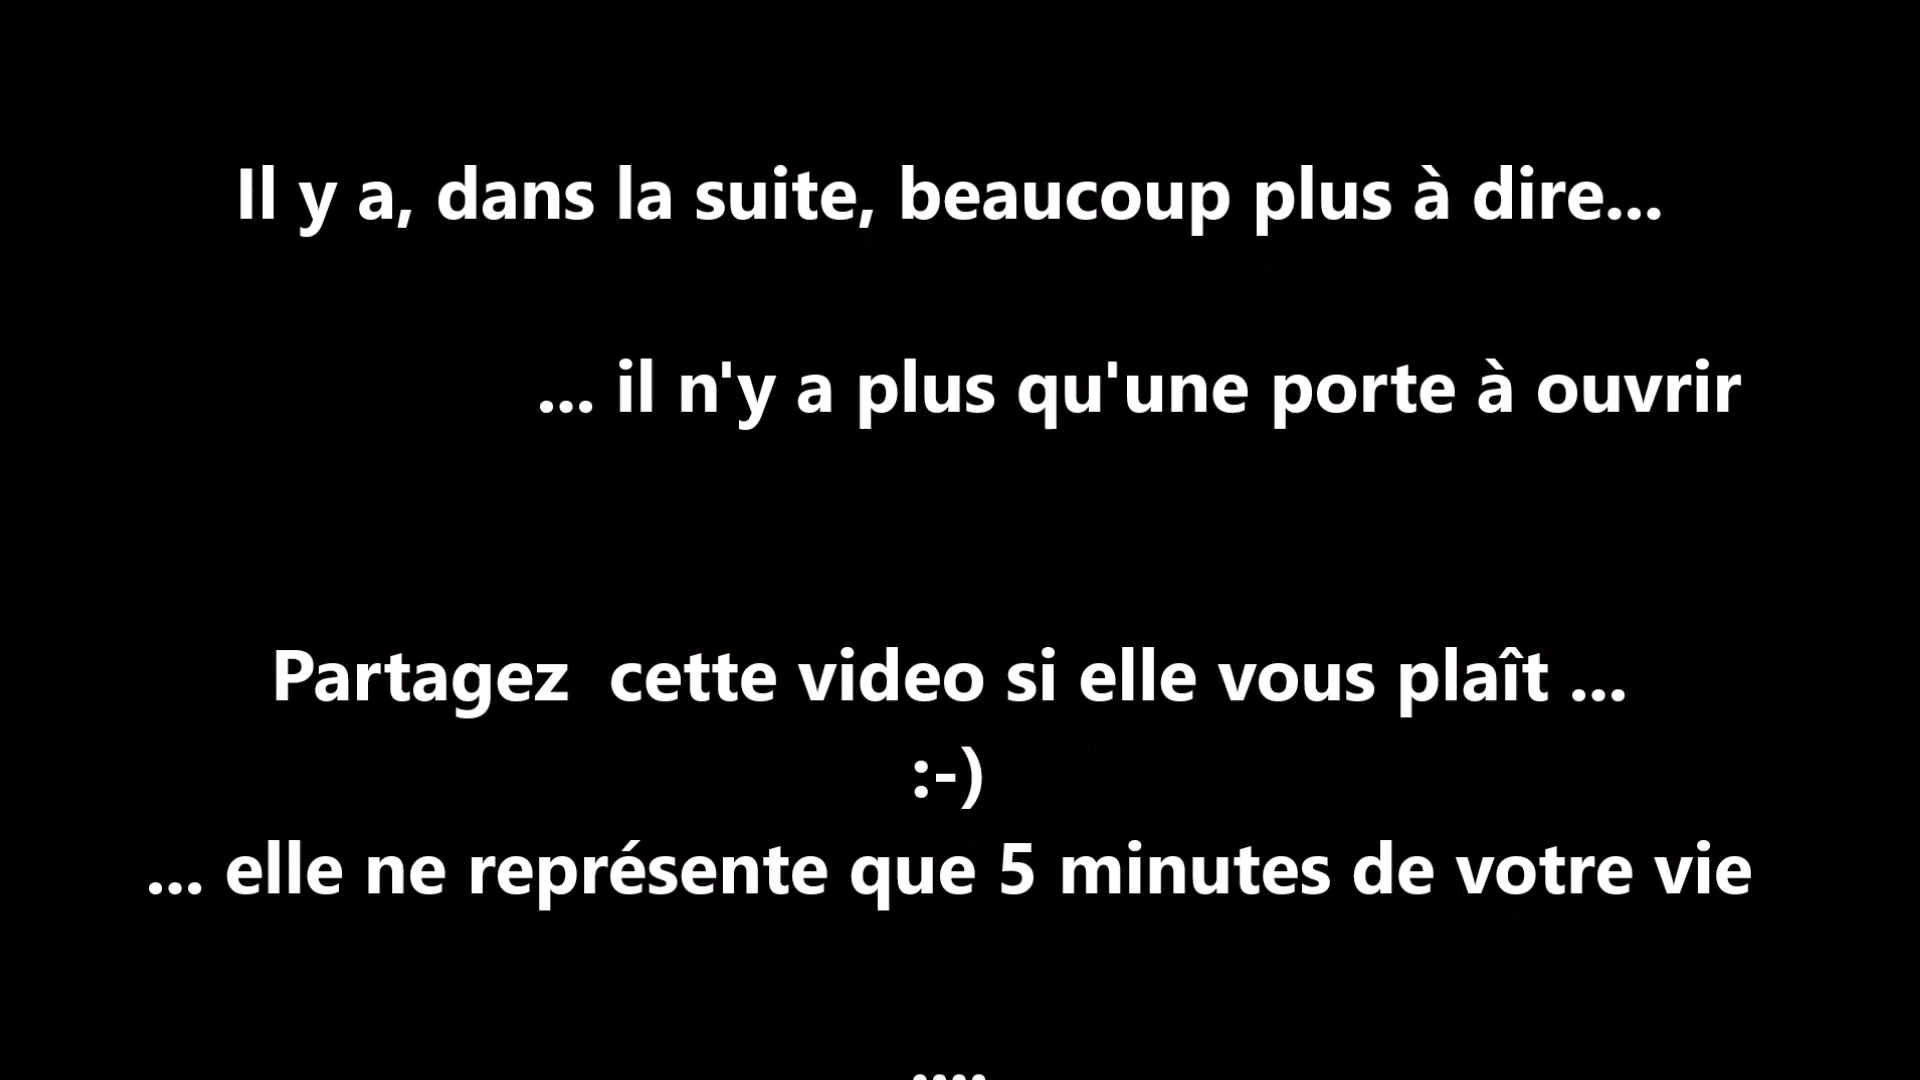 Il y a, dans la suite, beaucoup plus à dire...
... il n'y a plus qu'une porte à ouvrir
Partagez  cette video si elle vous plaît ...
:-)
... elle ne représente que 5 minutes de votre vie
....